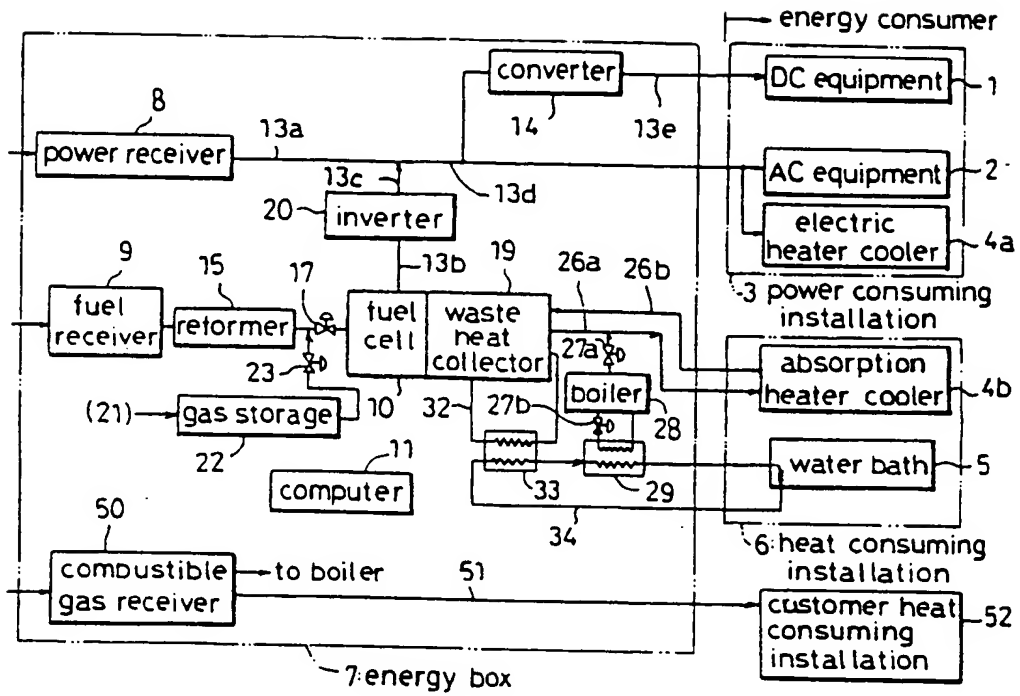 energy consumer
converter
DC equipment
1
8
13a
14
13e
power receiver
13c
13d
AC equipment
2
20
inverter
electric
heater cooler
4a
9
15
17
13b
19
26a
26b
3 power consuming
installation
fuel
receiver
retormer
fuel
cell
waste
heat
collector
27a
absorption
heater cooler
4b
23
(21)
gas storage
22
10
32
27b
boiler
28
11
computer
33
29
water bath
5
34
6: heat consuming
installation
50
combustible
gas receiver
to boiler
51
customer heat
consuming
installation
52
7: energy box